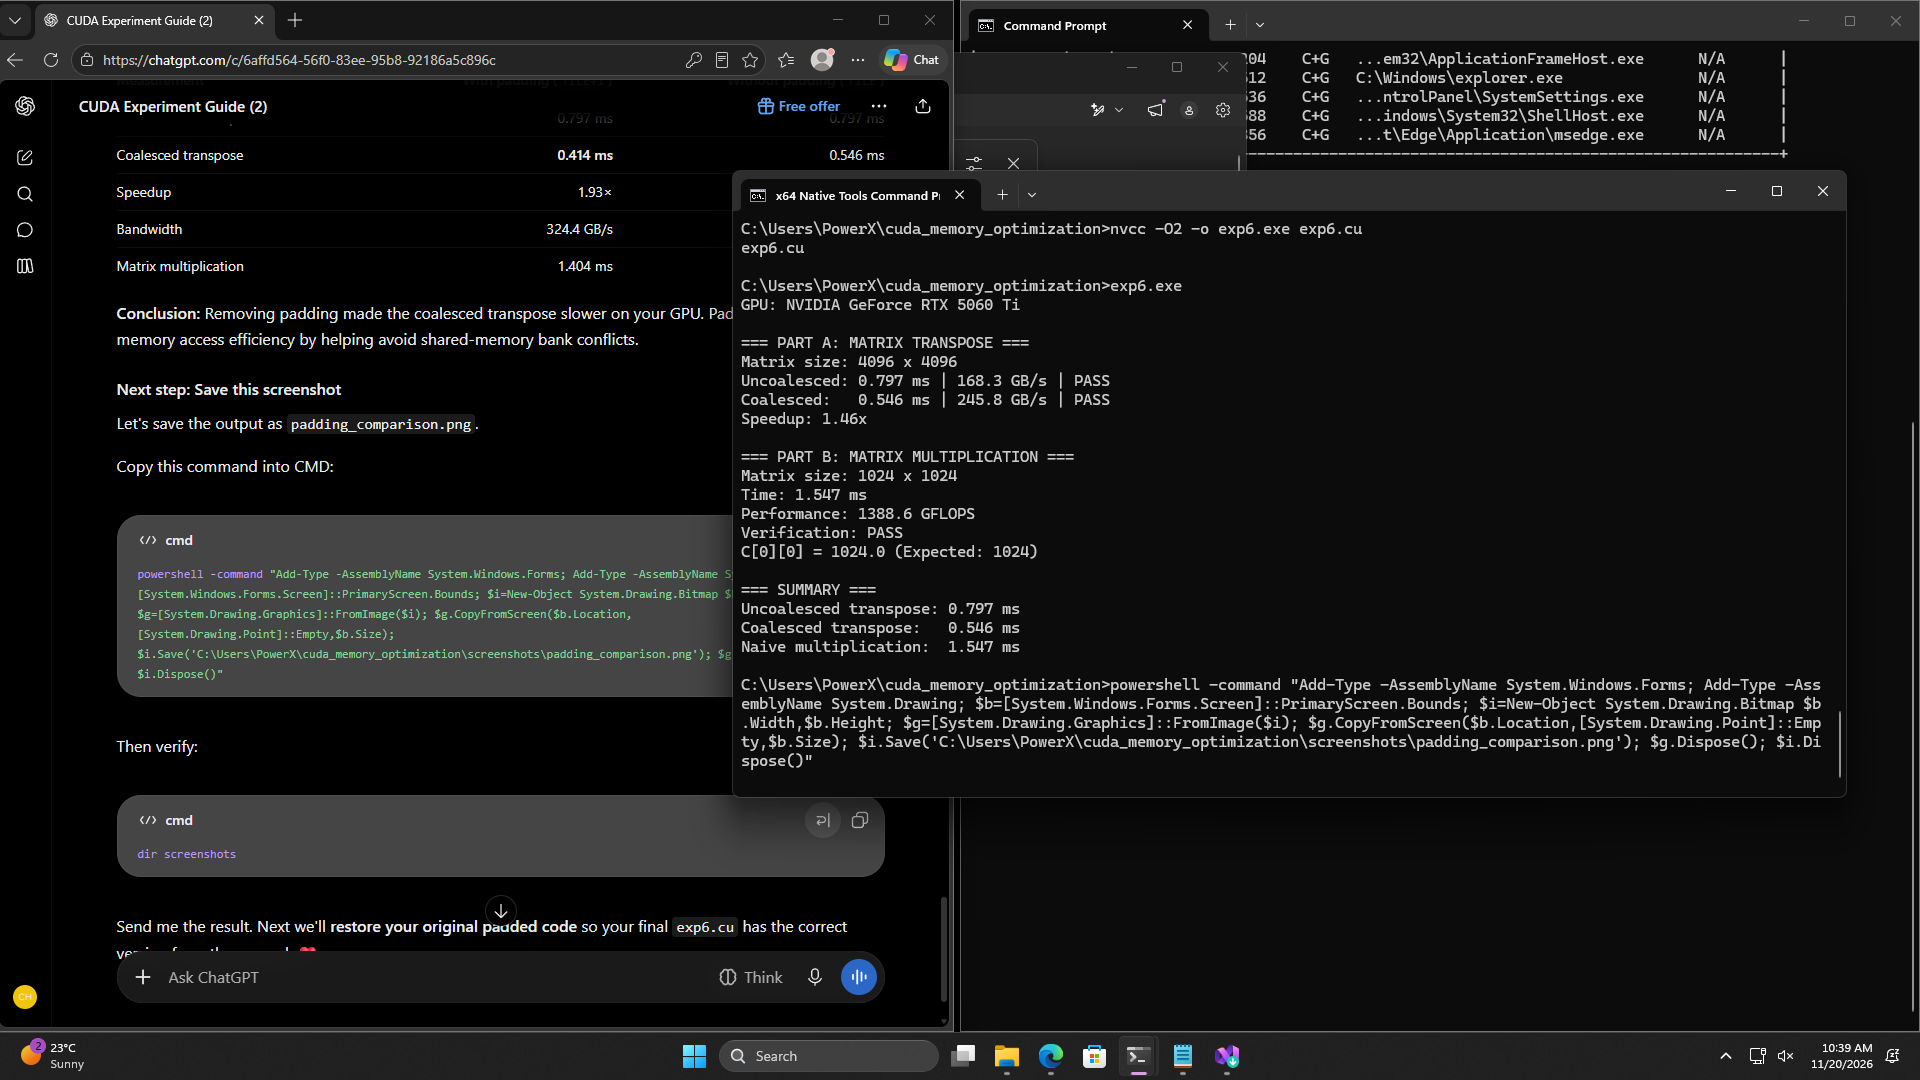 CUDA Experiment Guide (2)
https://chatgpt.com/c/6affd564-56f0-83ee-95b8-92186a5c896c
Chat
CUDA Experiment Guide (2)
Free offer
0.797 ms
0.797 ms
Coalesced transpose
0.414 ms
0.546 ms
Speedup
1.93×
Bandwidth
324.4 GB/s
Matrix multiplication
1.404 ms
Conclusion: Removing padding made the coalesced transpose slower on your GPU.
memory access efficiency by helping avoid shared-memory bank conflicts.
Next step: Save this screenshot
Let's save the output as padding_comparison.png.
Copy this command into CMD:
cmd
powershell -command "Add-Type -AssemblyName System.Windows.Forms; Add-Type -AssemblyName
[System.Windows.Forms.Screen]::PrimaryScreen.Bounds; $i=New-Object System.Drawing.Bitmap
$g=[System.Drawing.Graphics]::FromImage($i); $g.CopyFromScreen($b.Location,
[System.Drawing.Point]::Empty,$b.Size);
$i.Save('C:\Users\PowerX\cuda_memory_optimization\screenshots\padding_comparison.png'); $g
$i.Dispose()"
Then verify:
cmd
dir screenshots
Send me the result. Next we'll restore your original padded code so your final exp6.cu has the correct
Ask ChatGPT
Think
CH
Command Prompt
C+G ...em32\ApplicationFrameHost.exe N/A |
C+G C:\Windows\explorer.exe N/A |
C+G ...ntrolPanel\SystemSettings.exe N/A |
C+G ...indows\System32\ShellHost.exe N/A |
C+G ...t\Edge\Application\msedge.exe N/A |
x64 Native Tools Command
C:\Users\PowerX\cuda_memory_optimization>nvcc -O2 -o exp6.exe exp6.cu
exp6.cu
C:\Users\PowerX\cuda_memory_optimization>exp6.exe
GPU: NVIDIA GeForce RTX 5060 Ti
=== PART A: MATRIX TRANSPOSE ===
Matrix size: 4096 x 4096
Uncoalesced: 0.797 ms | 168.3 GB/s | PASS
Coalesced: 0.546 ms | 245.8 GB/s | PASS
Speedup: 1.46x
=== PART B: MATRIX MULTIPLICATION ===
Matrix size: 1024 x 1024
Time: 1.547 ms
Performance: 1388.6 GFLOPS
Verification: PASS
C[0][0] = 1024.0 (Expected: 1024)
=== SUMMARY ===
Uncoalesced transpose: 0.797 ms
Coalesced transpose: 0.546 ms
Naive multiplication: 1.547 ms
C:\Users\PowerX\cuda_memory_optimization>powershell -command "Add-Type -AssemblyName System.Windows.Forms; Add-Type -Ass
emblyName System.Drawing; $b=[System.Windows.Forms.Screen]::PrimaryScreen.Bounds; $i=New-Object System.Drawing.Bitmap $b
.Width,$b.Height; $g=[System.Drawing.Graphics]::FromImage($i); $g.CopyFromScreen($b.Location,[System.Drawing.Point]::Emp
ty,$b.Size); $i.Save('C:\Users\PowerX\cuda_memory_optimization\screenshots\padding_comparison.png'); $g.Dispose(); $i.Di
spose()"
2
23°C
Sunny
Search
10:39 AM
11/20/2026